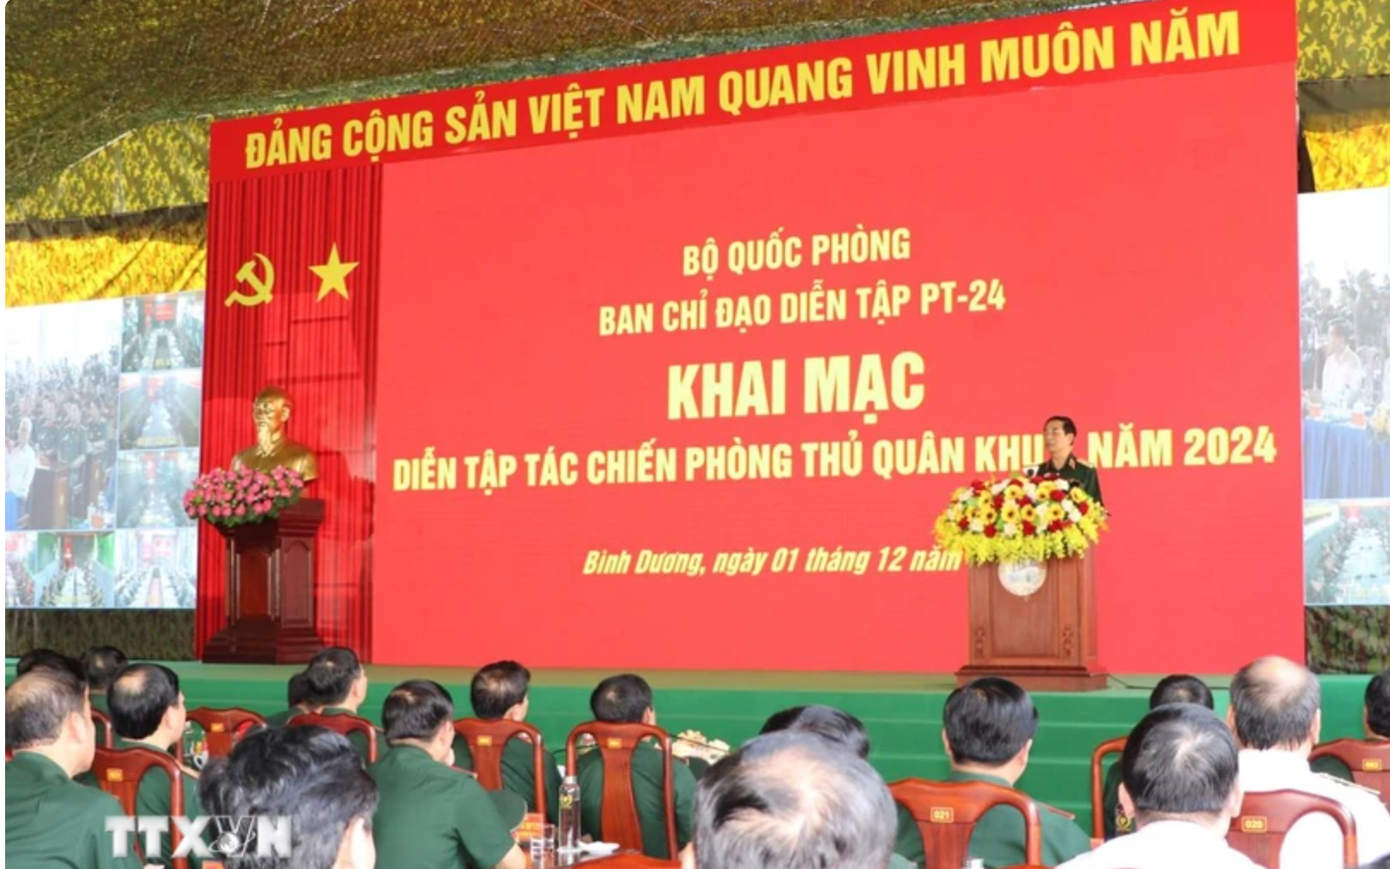 ĐẢNG CỘNG SẢN VIỆT NAM QUANG VINH MUÔN NĂM
BỘ QUỐC PHÒNG
BAN CHỈ ĐẠO DIỄN TẬP PT-24
KHAI MẠC
DIỄN TẬP TÁC CHIẾN PHÒNG THỦ QUÂN KHU NĂM 2024
Bình Dương, ngày 01 tháng 12 năm
021
020
TTXVN